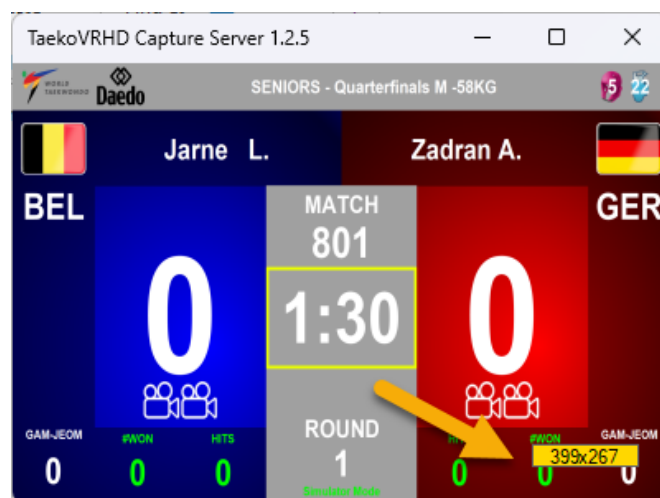 TaekoVRHD Capture Server 1.2.5
WORLD
TAEKWONDO
Daedo
SENIORS - Quarterfinals M -58KG
5 22
Jarne L.
Zadran A.
BEL
GER
MATCH
801
0
0
1:30
ROUND
1
Simulator Mode
GAM-JEOM
#WON
HITS
0
0
0
#WON
GAM-JEOM
399x267
0